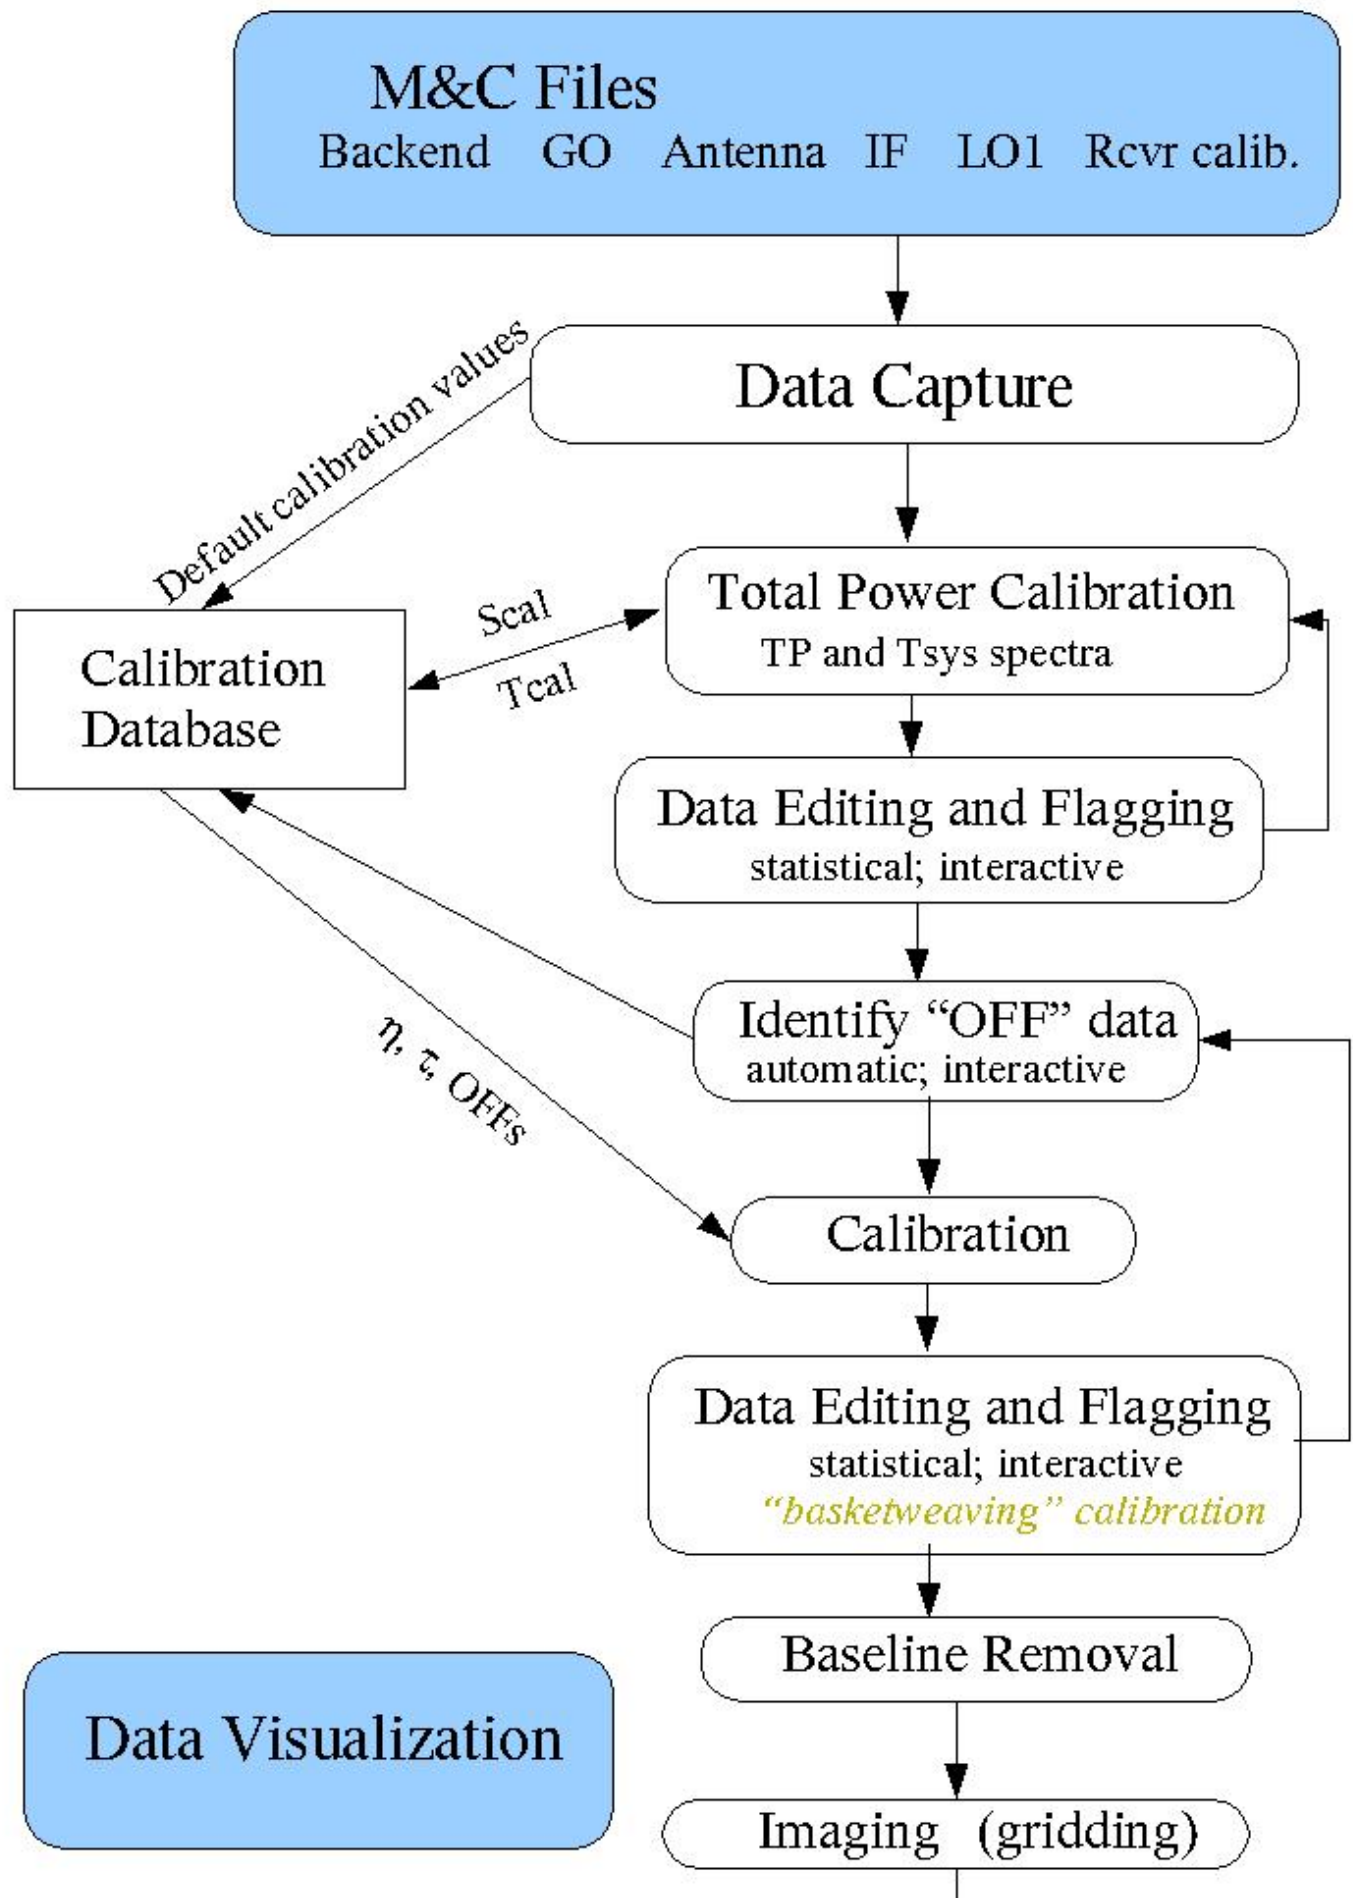 M&C Files
Backend GO Antenna IF LO1 Rcvr calib.
Data Capture
Default calibration values
Total Power Calibration
TP and Tsys spectra
Scal
Tcal
Calibration
Database
Data Editing and Flagging
statistical; interactive
Identify “OFF” data
automatic; interactive
η, τ, OFFs
Calibration
Data Editing and Flagging
statistical; interactive
“basketweaving” calibration
Baseline Removal
Data Visualization
Imaging (gridding)